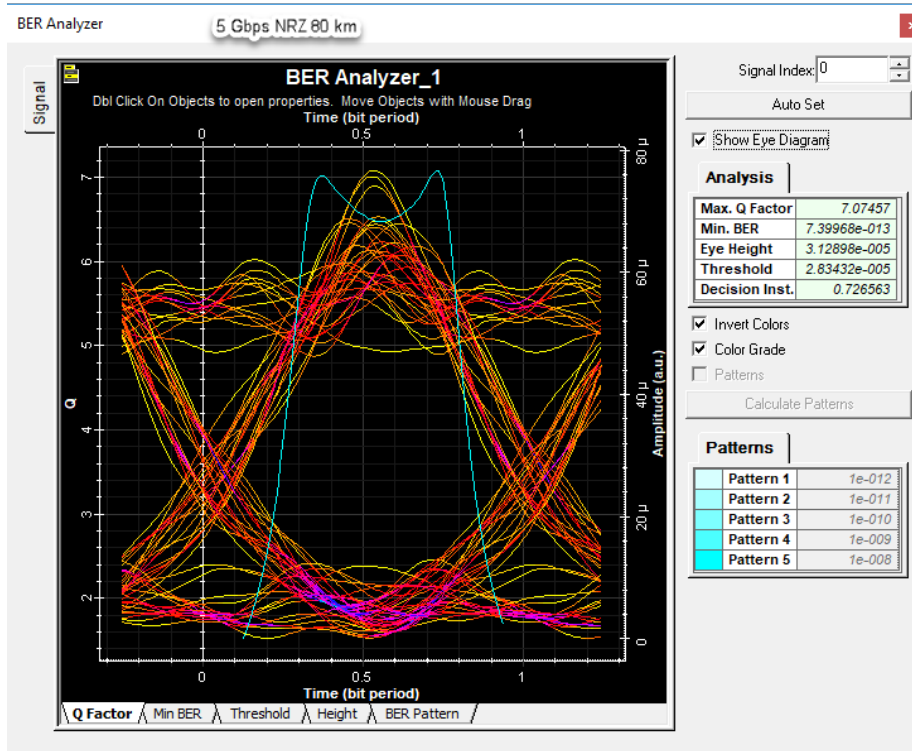 BER Analyzer
5 Gbps NRZ 80 km
Signal
BER Analyzer_1
Dbl Click On Objects to open properties. Move Objects with Mouse Drag
Time (bit period)
0 0.5 1
Q
7
6
5
4
3
2
Amplitude (a.u.)
80 µ
60 µ
40 µ
20 µ
0
0 0.5 1
Time (bit period)
Q Factor Min BER Threshold Height BER Pattern
Signal Index: 0
Auto Set
Show Eye Diagram
Analysis
Max. Q Factor 7.07457
Min. BER 7.39968e-013
Eye Height 3.12898e-005
Threshold 2.83432e-005
Decision Inst. 0.726563
Invert Colors
Color Grade
Patterns
Calculate Patterns
Patterns
Pattern 1 1e-012
Pattern 2 1e-011
Pattern 3 1e-010
Pattern 4 1e-009
Pattern 5 1e-008